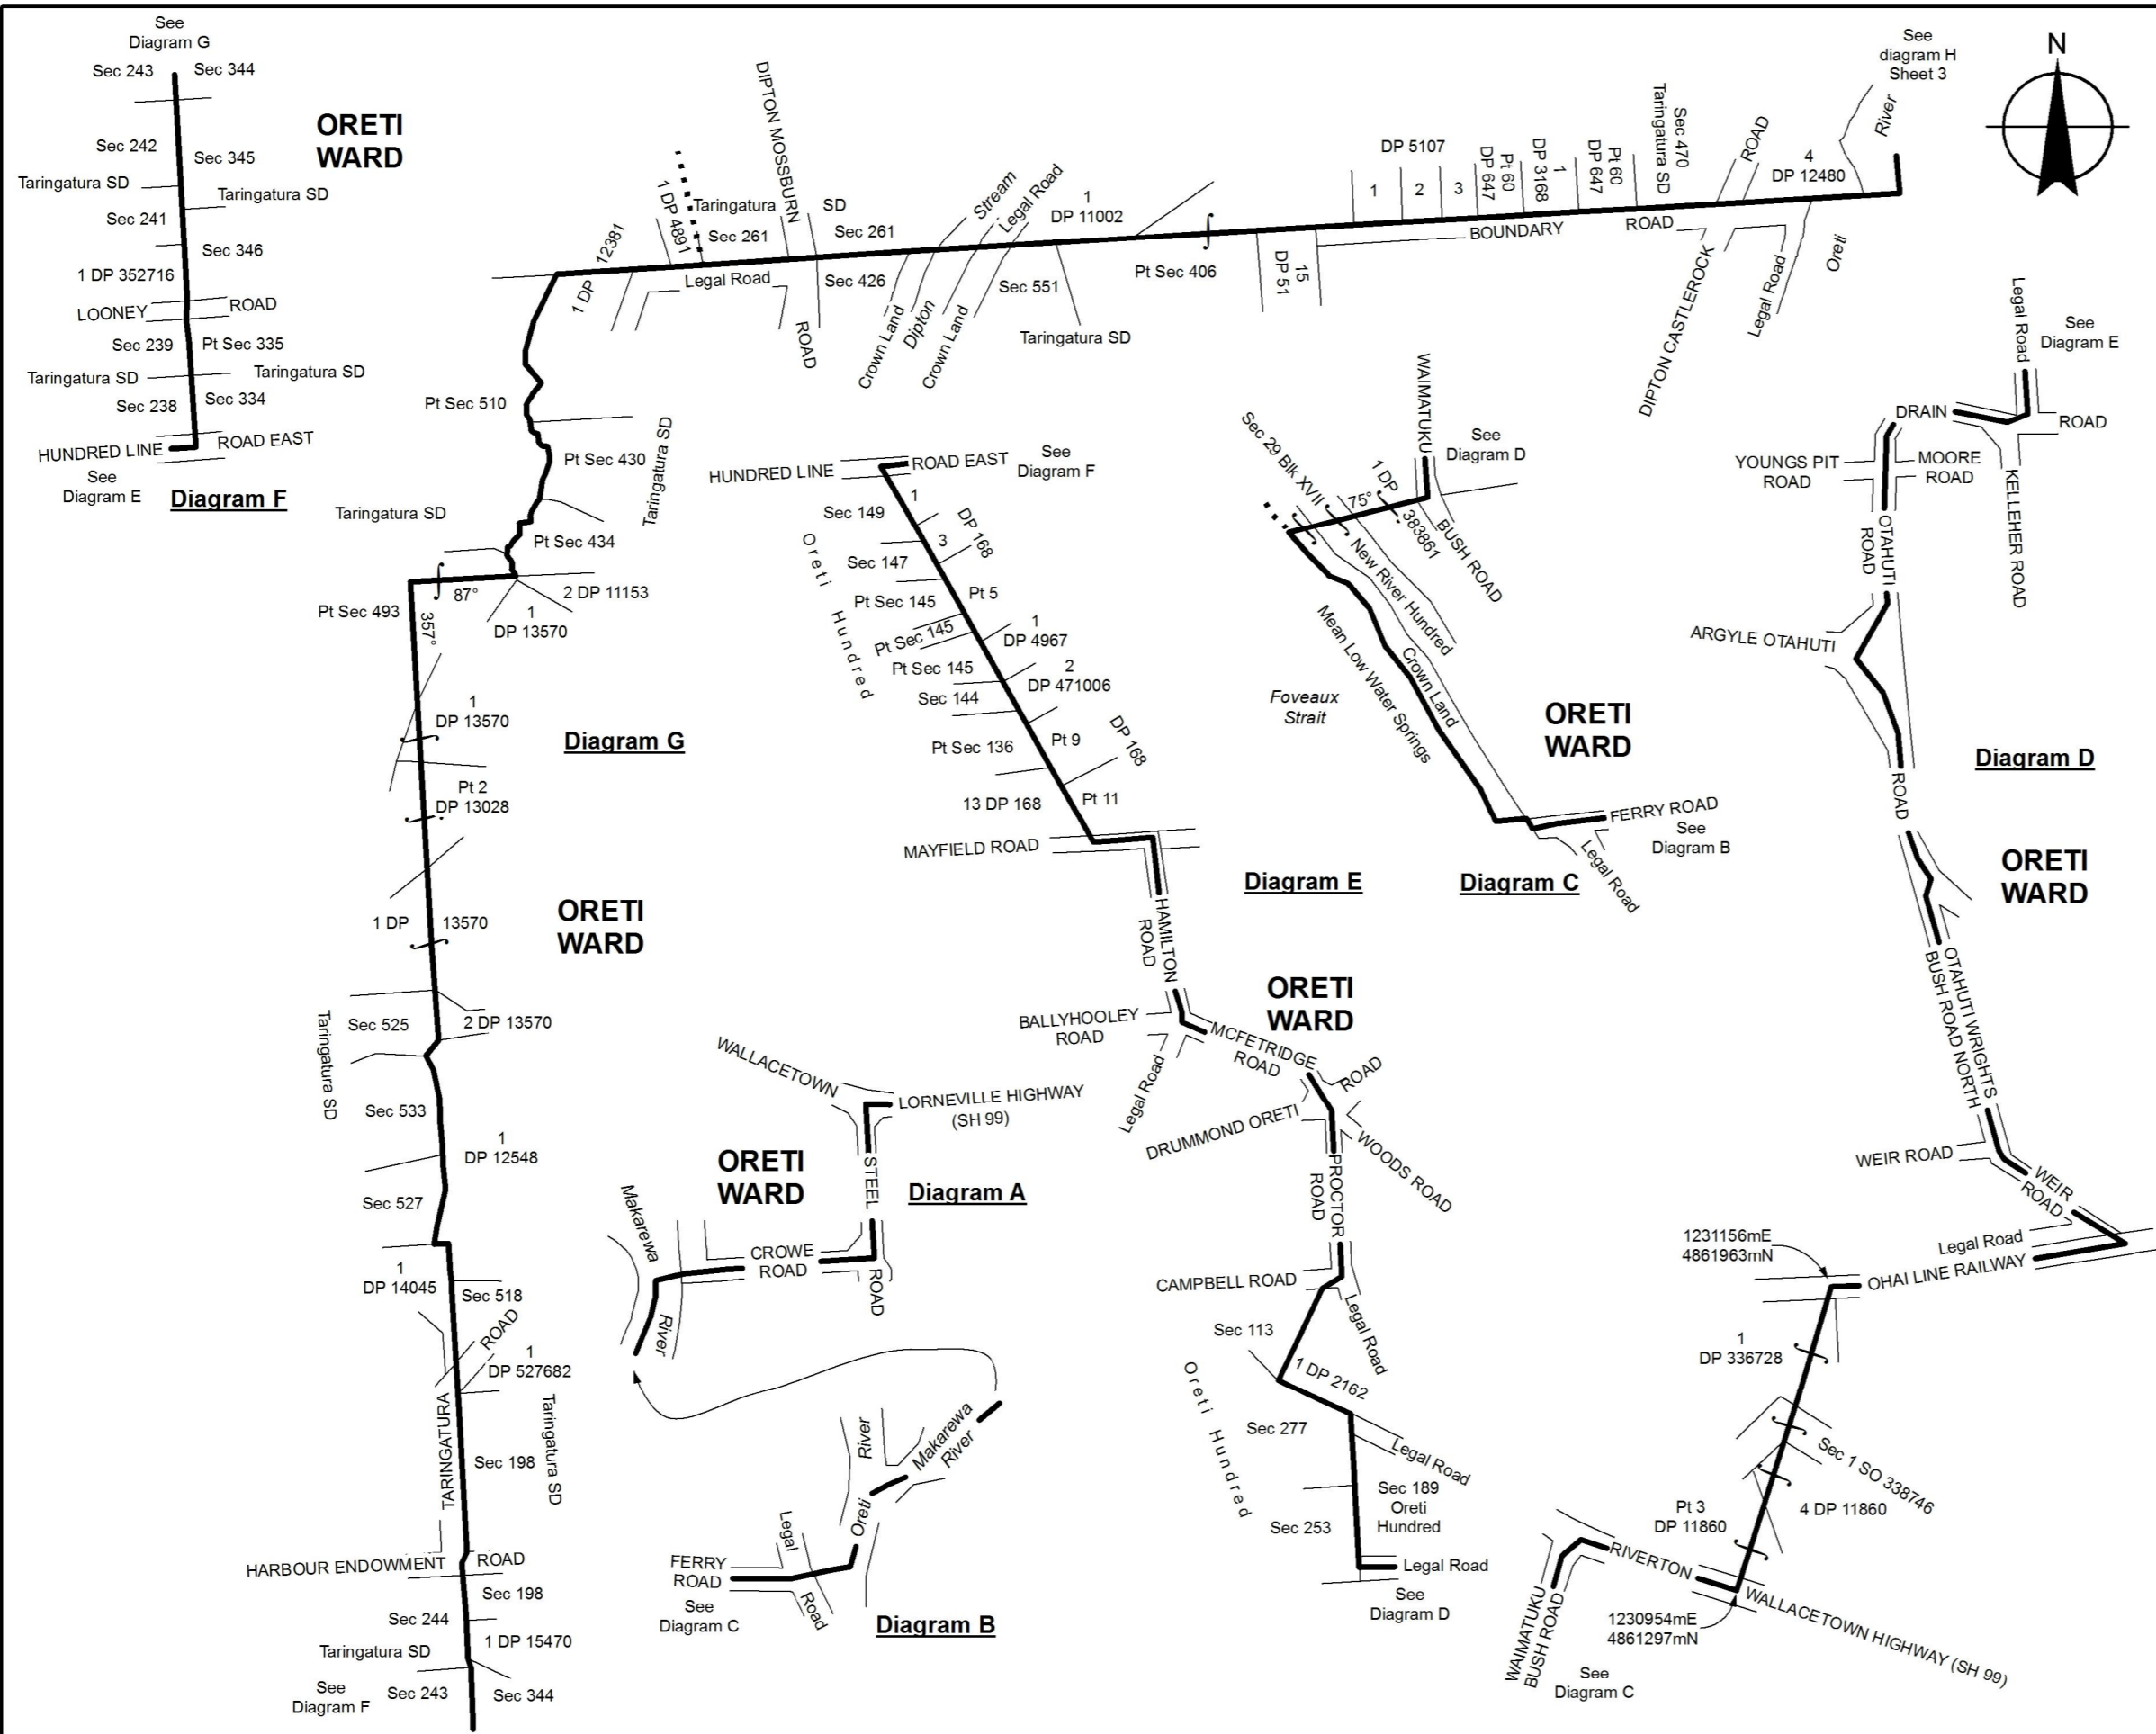 See
Diagram G
Sec 243
Sec 344
ORETI
WARD
Sec 242
Sec 345
Taringatura SD
Taringatura SD
Sec 241
Sec 346
1 DP 352716
LOONEY
ROAD
Sec 239
Pt Sec 335
Taringatura SD
Taringatura SD
Sec 238
Sec 334
HUNDRED LINE
ROAD EAST
See
Diagram E
Diagram F
1 DP
12381
1 DP 4891
Taringatura
SD
DIPTON MOSSBURN
Sec 261
Sec 261
Legal Road
ROAD
Sec 426
Crown Land
Dipton
Stream
Crown Land
Legal Road
Sec 551
1
DP 11002
Taringatura SD
Pt Sec 406
15
DP 51
DP 5107
1
2
3
Pt 60
DP 647
1
DP 3168
Pt 60
DP 647
Sec 470
Taringatura SD
BOUNDARY
ROAD
ROAD
DIPTON CASTLEROCK
4
DP 12480
Legal Road
Oreti
River
See
diagram H
Sheet 3
N
Pt Sec 510
Pt Sec 430
Taringatura SD
Taringatura SD
Pt Sec 434
87°
2 DP 11153
1
DP 13570
Pt Sec 493
357°
1
DP 13570
Diagram G
Pt 2
DP 13028
ORETI
WARD
1 DP
13570
Sec 525
2 DP 13570
Taringatura SD
Sec 533
1
DP 12548
Sec 527
1
DP 14045
Sec 518
ROAD
1
DP 527682
TARINGATURA
Taringatura SD
Sec 198
HARBOUR ENDOWMENT
ROAD
Sec 198
Sec 244
1 DP 15470
Taringatura SD
See
Diagram F
Sec 243
Sec 344
HUNDRED LINE
ROAD EAST
See
Diagram F
1
Sec 149
DP 168
3
Sec 147
Oreti Hundred
Pt Sec 145
Pt 5
Pt Sec 145
1
DP 4967
Pt Sec 145
2
DP 471006
Sec 144
Pt Sec 136
Pt 9
DP 168
13 DP 168
Pt 11
MAYFIELD ROAD
Diagram E
HAMILTON
ROAD
ORETI
WARD
BALLYHOOLEY
ROAD
MCFETRIDGE
ROAD
Legal Road
ROAD
DRUMMOND ORETI
WOODS ROAD
PROCTOR
ROAD
CAMPBELL ROAD
Legal Road
Sec 113
1 DP 2162
Oreti Hundred
Sec 277
Legal Road
Sec 189
Oreti
Hundred
Sec 253
Legal Road
See
Diagram D
WALLACETOWN
LORNEVILLE HIGHWAY
(SH 99)
ORETI
WARD
STEEL
Diagram A
Makarewa
CROWE
ROAD
ROAD
River
River
Makarewa
River
Oreti
Legal
FERRY
ROAD
Road
See
Diagram C
Diagram B
WAIMATUKU
See
Diagram D
Sec 29 Blk XVII
75°
1 DP
383861
BUSH ROAD
New River Hundred
Crown Land
Mean Low Water Springs
Foveaux
Strait
ORETI
WARD
FERRY ROAD
See
Diagram B
Legal Road
Diagram C
Legal Road
See
Diagram E
DRAIN
ROAD
YOUNGS PIT
ROAD
MOORE
ROAD
KELLEHER ROAD
OTAHUTI
ROAD
ARGYLE OTAHUTI
Diagram D
ROAD
ORETI
WARD
OTAHUTI WRIGHTS
BUSH ROAD NORTH
WEIR ROAD
WEIR
ROAD
1231156mE
4861963mN
Legal Road
OHAI LINE RAILWAY
1
DP 336728
Sec 1 SO 338746
Pt 3
DP 11860
4 DP 11860
RIVERTON
WALLACETOWN HIGHWAY (SH 99)
1230954mE
4861297mN
WAIMATUKU
BUSH ROAD
See
Diagram C